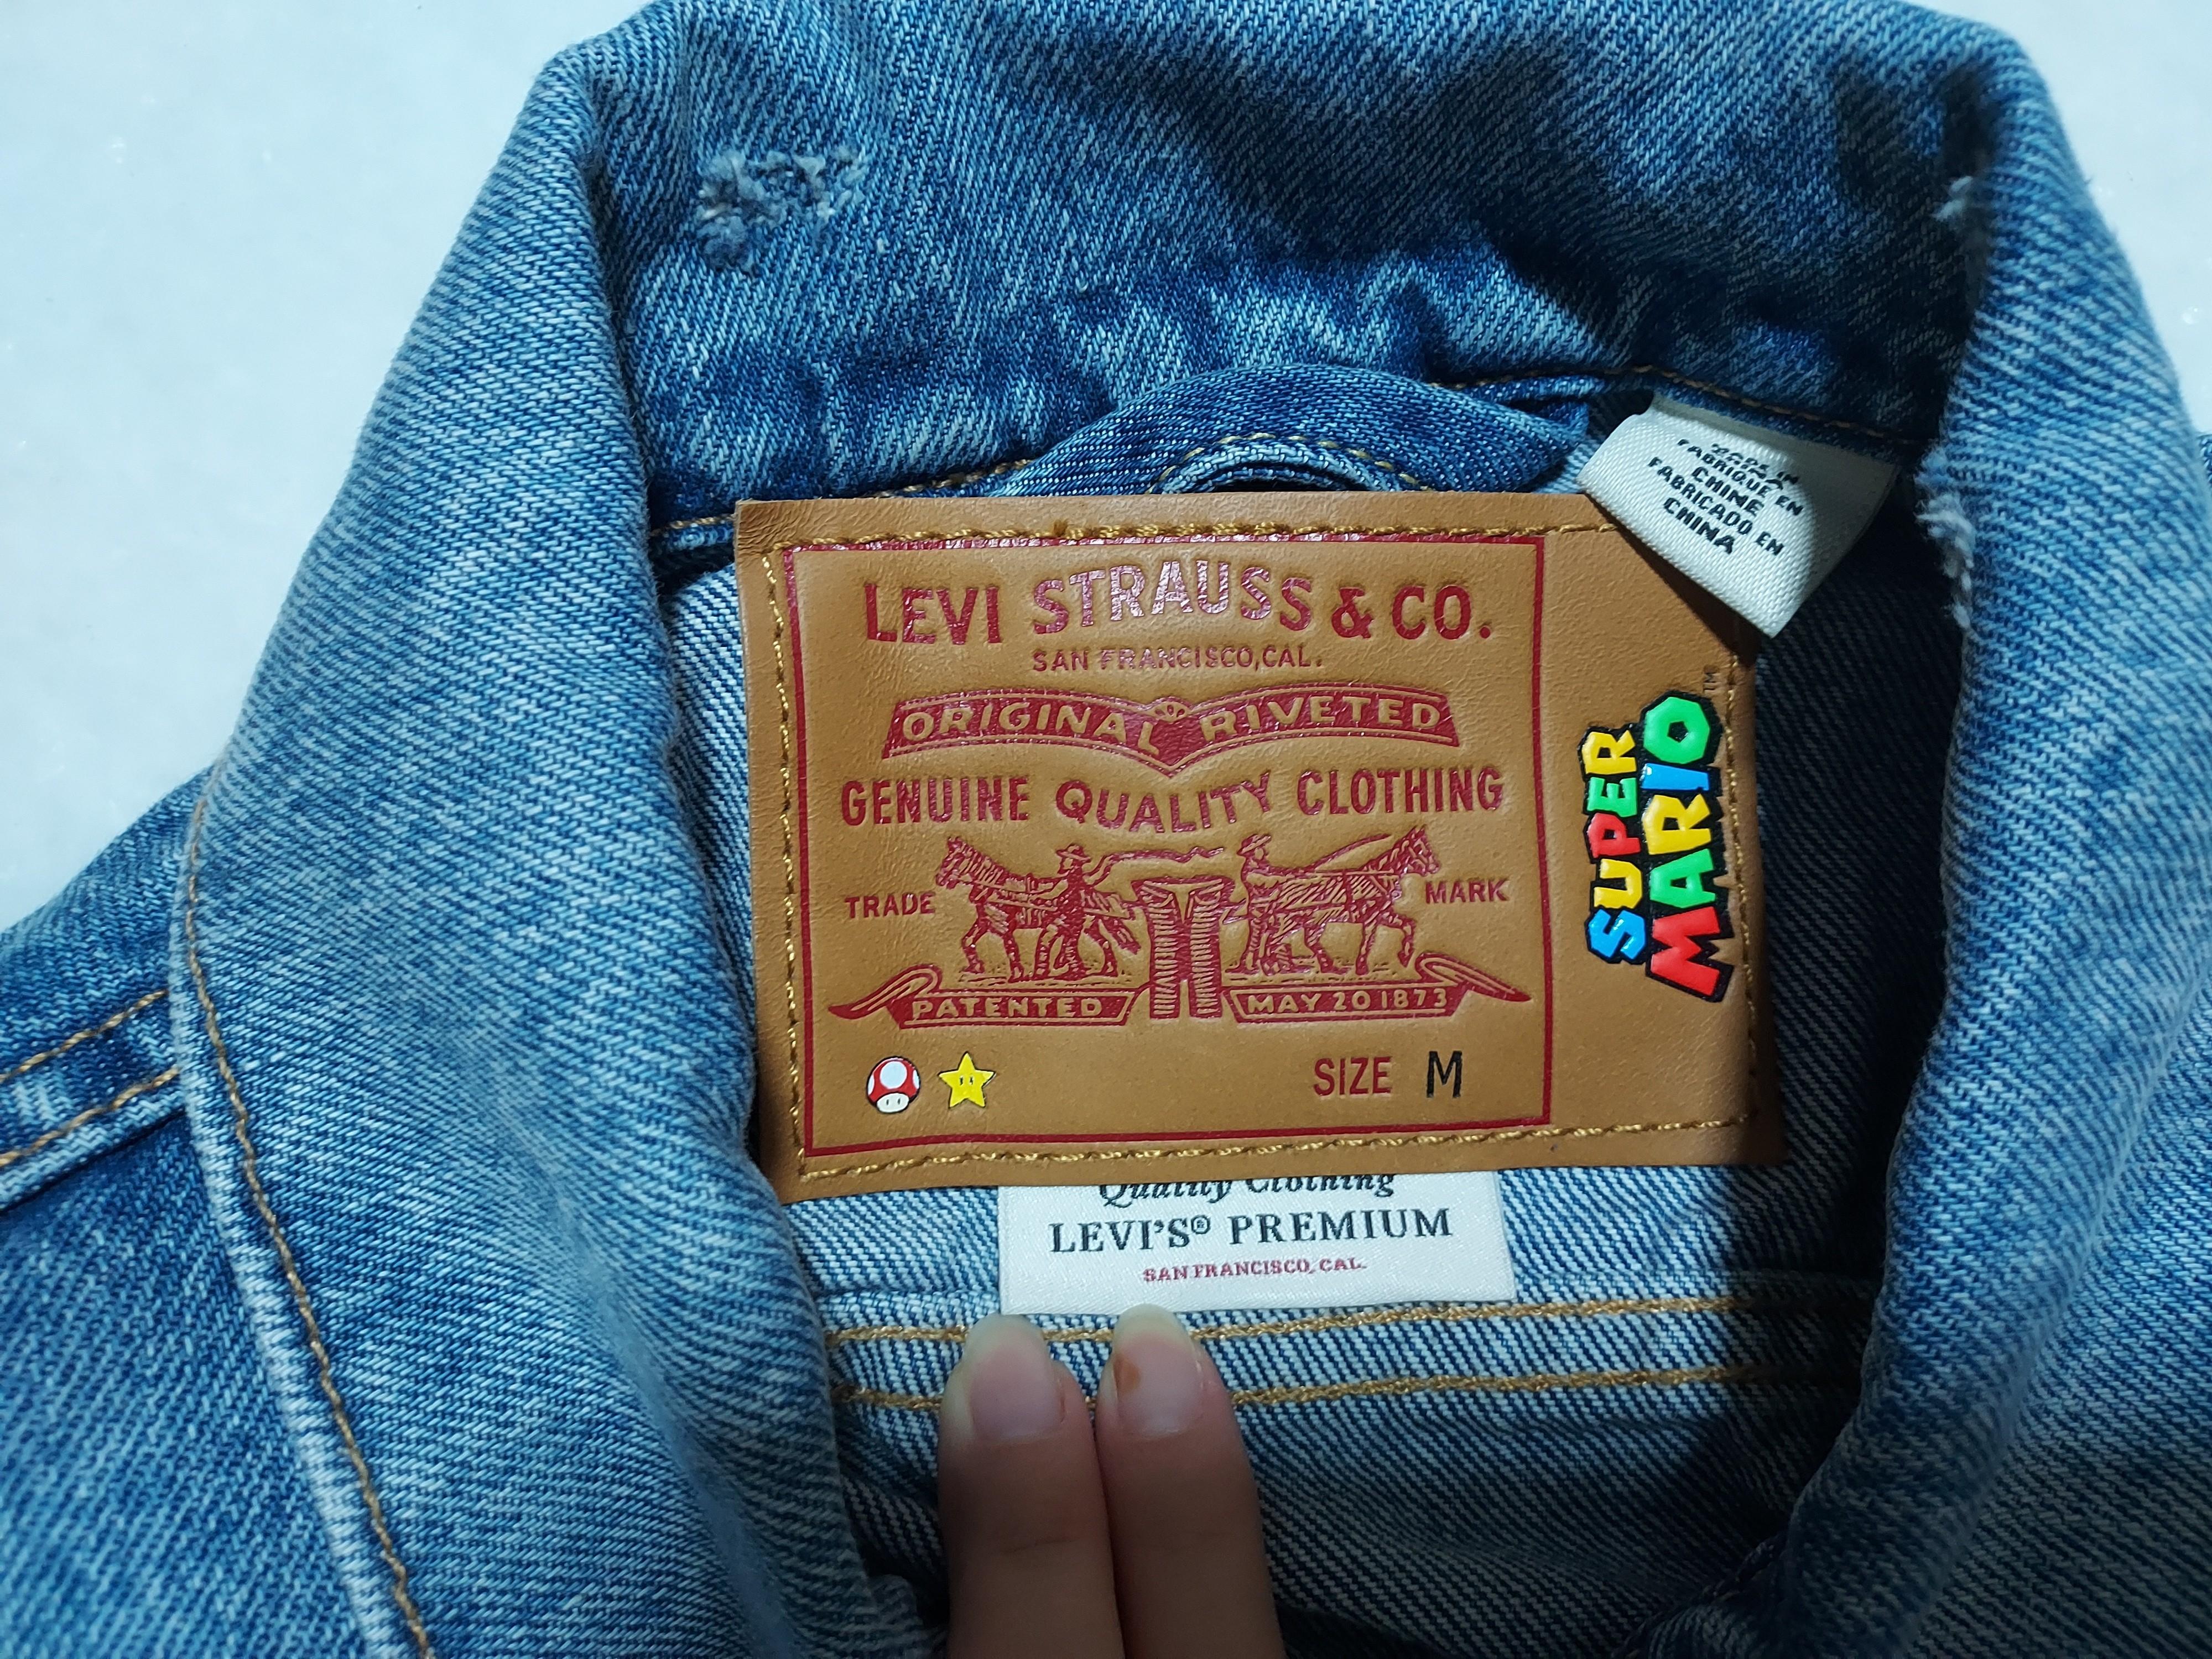 LEVI STRAUSS & CO.
SAN FRANCISCO, CAL.
ORIGINAL RIVETED
GENUINE QUALITY CLOTHING
TRADE MARK
PATENTED MAY 20 1873
SIZE M
SUPER
MARIO™
FABRIQUE EN
CHINE
FABRICADO EN
CHINA
Quality Clothing
LEVI'S® PREMIUM
SAN FRANCISCO, CAL.